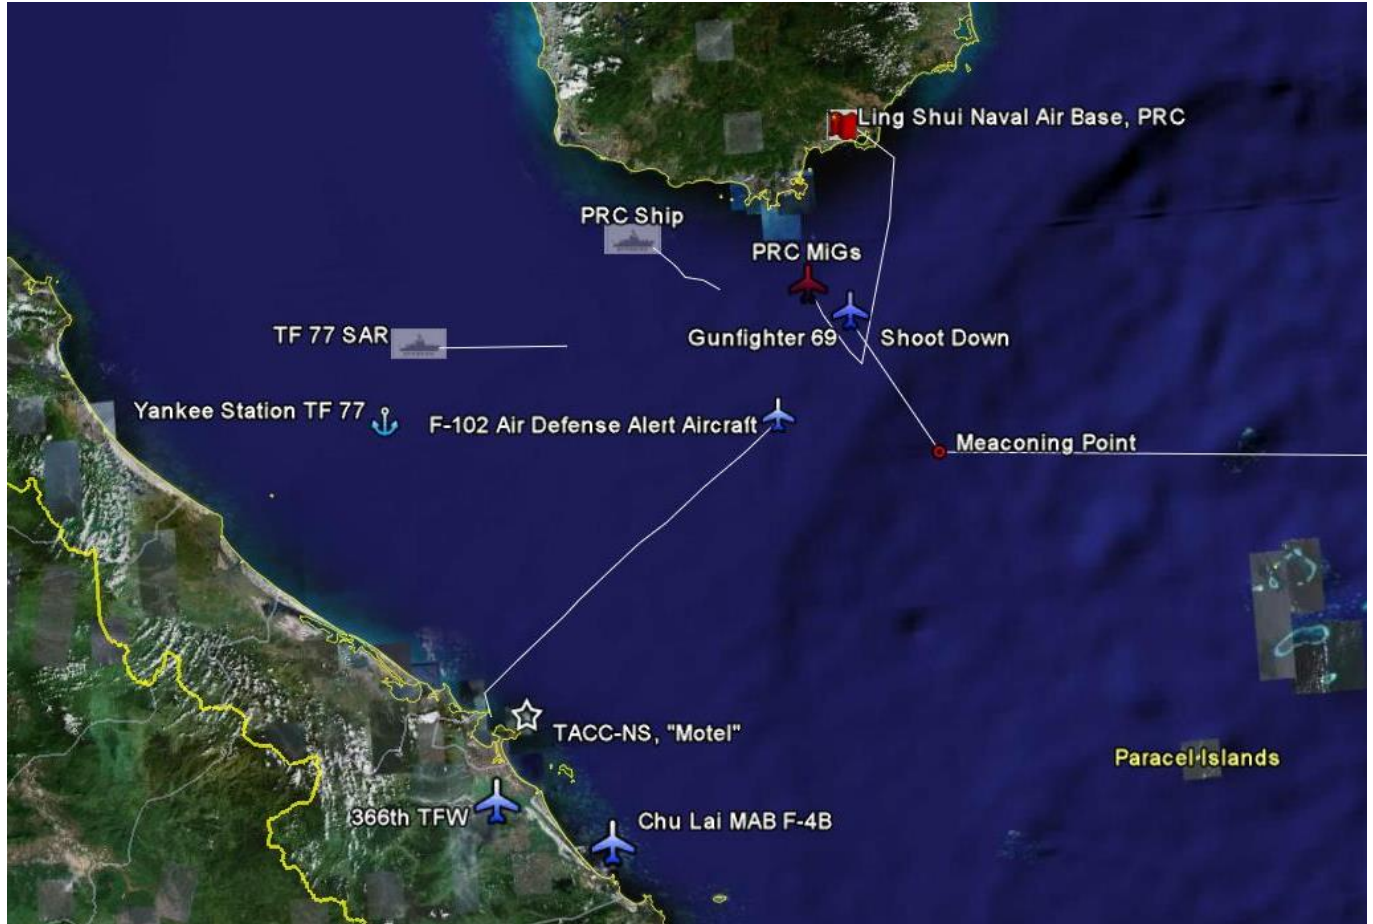 Ling Shui Naval Air Base, PRC
PRC Ship
PRC MiGs
TF 77 SAR
Gunfighter 69
Shoot Down
Yankee Station TF 77
F-102 Air Defense Alert Aircraft
Meaconing Point
TACC-NS, "Motel"
Paracel Islands
366th TFW
Chu Lai MAB F-4B